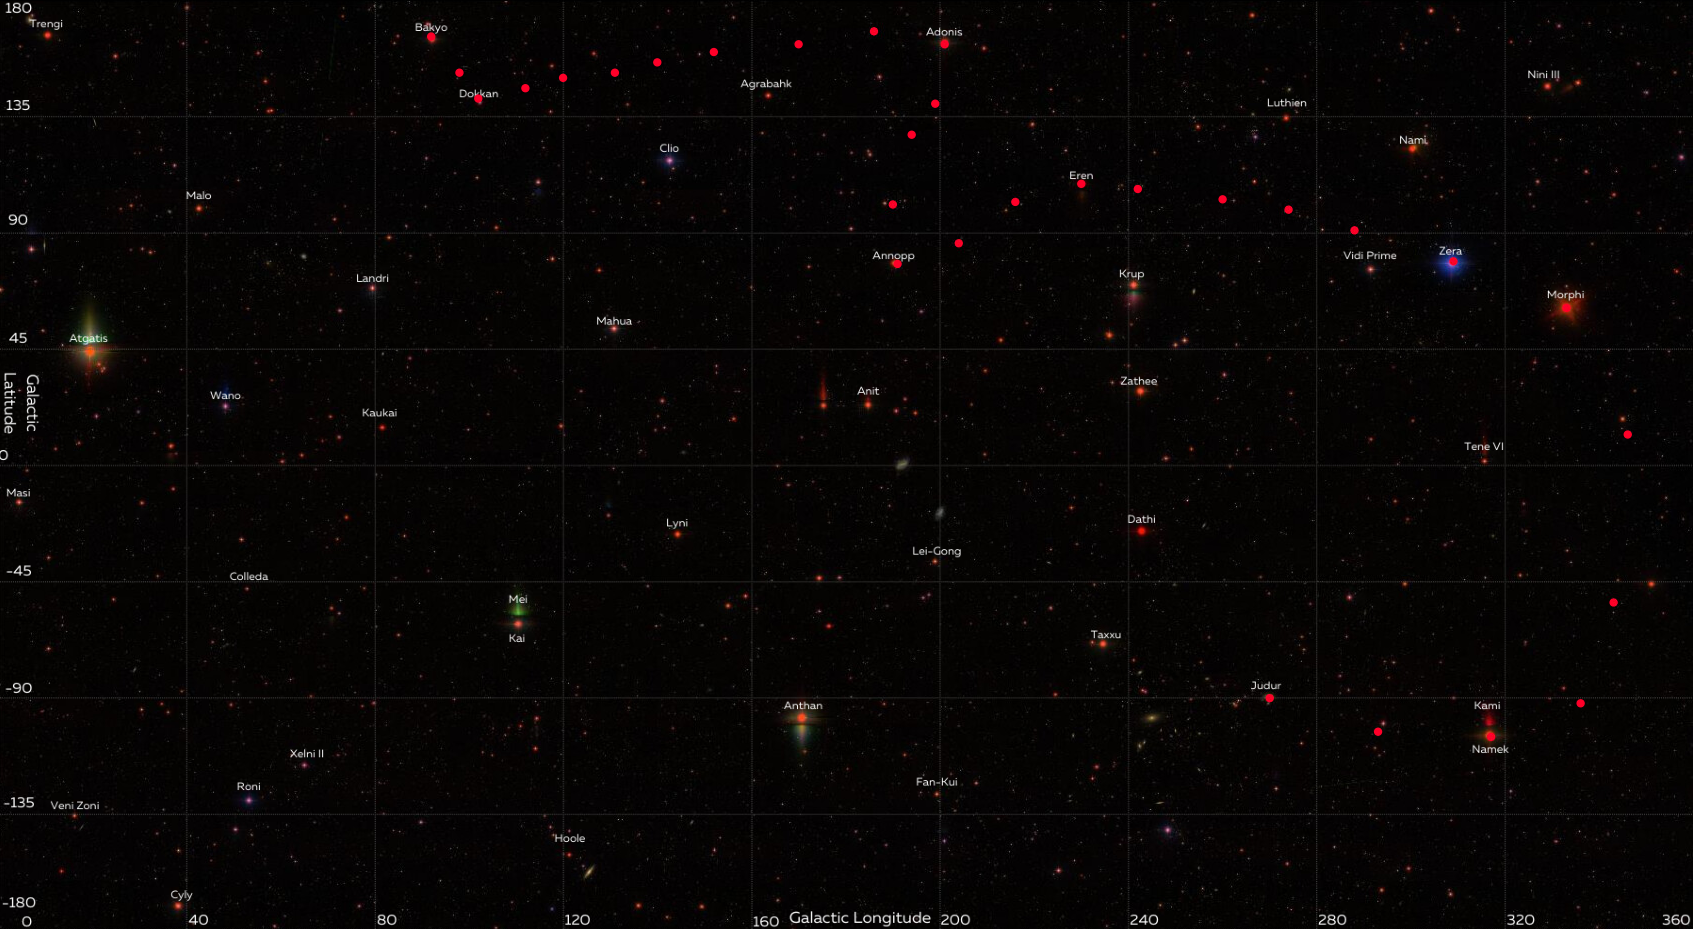 180
Trengi
Bakyo
Adonis
Nini III
Agrabahk
Dokkan
135
Luthien
Nami
Clio
Eren
Malo
90
Annopp
Vidi Prime
Zera
Krup
Landri
Morphi
Mahua
45
Atgatis
Zathee
Anit
Wano
Kaukai
Galactic
Latitude
Tene VI
0
Masi
Dathi
Lyni
Lei-Gong
-45
Colleda
Mei
Kai
Taxxu
-90
Judur
Anthan
Kami
Namek
Xelni II
Fan-Kui
Roni
-135
Veni Zoni
Hoole
Cyly
-180
0 40 80 120 160 Galactic Longitude 200 240 280 320 360